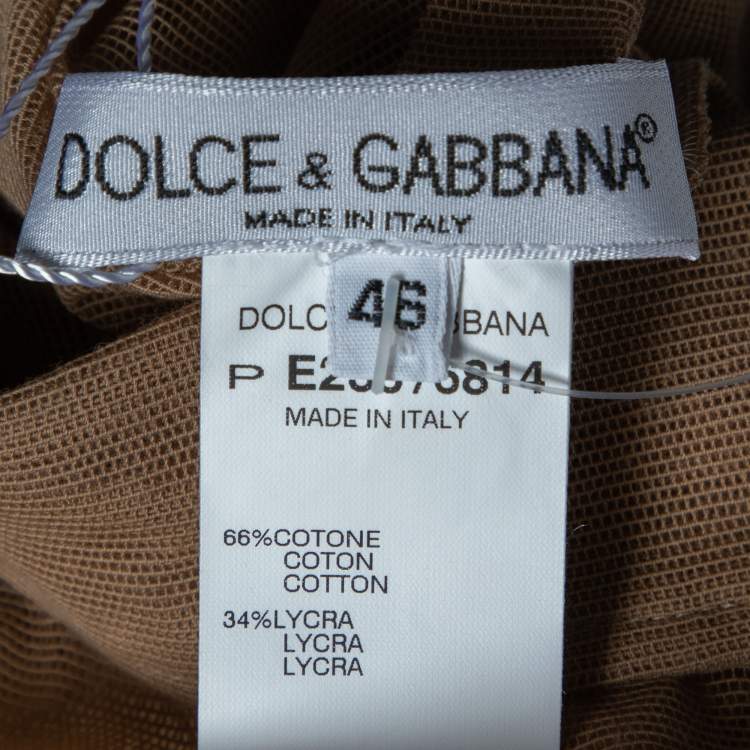 DOLCE & GABBANA®
MADE IN ITALY
46
P
MADE IN ITALY
66%COTONE
COTON
COTTON
34%LYCRA
LYCRA
LYCRA